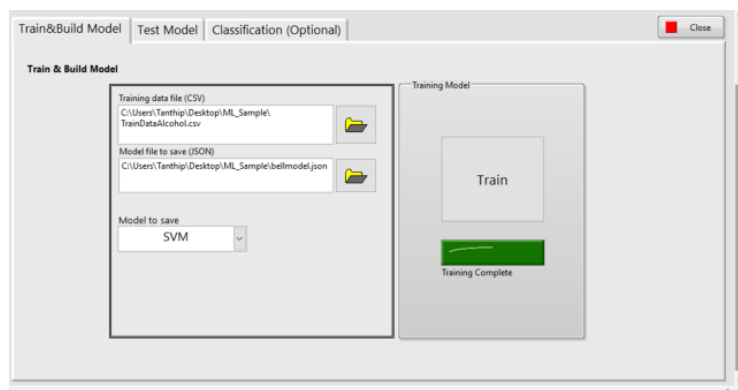 Train&Build Model
Test Model
Classification (Optional)
Close
Train & Build Model
Training data file (CSV)
C:\Users\Tanthip\Desktop\ML_Sample\
TrainDataAlcohol.csv
Model file to save (JSON)
C:\Users\Tanthip\Desktop\ML_Sample\bellmodel.json
Model to save
SVM
Training Model
Train
Training Complete